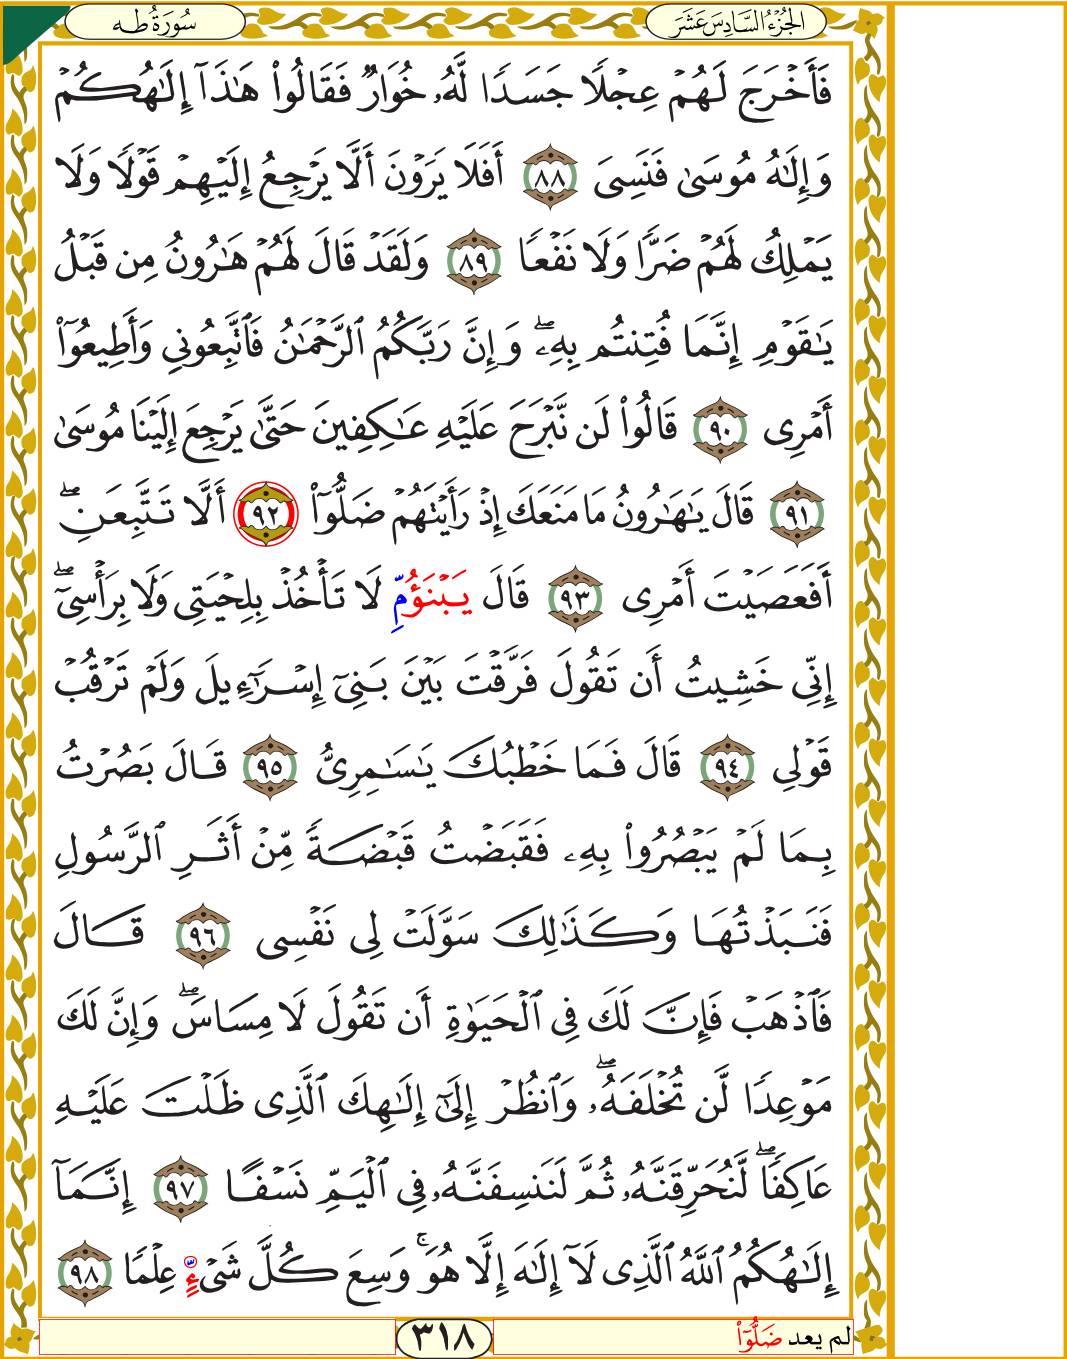 سُورَةُ طه
الجُزْءُ السَّادِسَ عَشَرَ
فَأَخْرَجَ لَهُمْ عِجْلًا جَسَدًا لَّهُۥ خُوَارٌ فَقَالُوا۟ هَـٰذَآ إِلَـٰهُكُمْ
وَإِلَـٰهُ مُوسَىٰ فَنَسِىَ ٨٨ أَفَلَا يَرَوْنَ أَلَّا يَرْجِعُ إِلَيْهِمْ قَوْلًا وَلَا
يَمْلِكُ لَهُمْ ضَرًّا وَلَا نَفْعًا ٨٩ وَلَقَدْ قَالَ لَهُمْ هَـٰرُونُ مِن قَبْلُ
يَـٰقَوْمِ إِنَّمَا فُتِنتُم بِهِۦۖ وَإِنَّ رَبَّكُمُ ٱلرَّحْمَـٰنُ فَٱتَّبِعُونِى وَأَطِيعُوٓا۟
أَمْرِى ٩٠ قَالُوا۟ لَن نَّبْرَحَ عَلَيْهِ عَـٰكِفِينَ حَتَّىٰ يَرْجِعَ إِلَيْنَا مُوسَىٰ
٩١ قَالَ يَـٰهَـٰرُونُ مَا مَنَعَكَ إِذْ رَأَيْتَهُمْ ضَلُّوٓا۟ ٩٢ أَلَّا تَتَّبِعَنِۖ
أَفَعَصَيْتَ أَمْرِى ٩٣ قَالَ يَبْنَؤُمِّ لَا تَأْخُذْ بِلِحْيَتِى وَلَا بِرَأْسِىٓۖ
إِنِّى خَشِيتُ أَن تَقُولَ فَرَّقْتَ بَيْنَ بَنِىٓ إِسْرَٰٓءِيلَ وَلَمْ تَرْقُبْ
قَوْلِى ٩٤ قَالَ فَمَا خَطْبُكَ يَـٰسَـٰمِرِىُّ ٩٥ قَالَ بَصُرْتُ
بِمَا لَمْ يَبْصُرُوا۟ بِهِۦ فَقَبَضْتُ قَبْضَةً مِّنْ أَثَرِ ٱلرَّسُولِ
فَنَبَذْتُهَا وَكَذَٰلِكَ سَوَّلَتْ لِى نَفْسِى ٩٦ قَالَ
فَٱذْهَبْ فَإِنَّ لَكَ فِى ٱلْحَيَوٰةِ أَن تَقُولَ لَا مِسَاسَۖ وَإِنَّ لَكَ
مَوْعِدًا لَّن تُخْلَفَهُۥۖ وَٱنظُرْ إِلَىٰٓ إِلَـٰهِكَ ٱلَّذِى ظَلْتَ عَلَيْهِ
عَاكِفًاۖ لَّنُحَرِّقَنَّهُۥ ثُمَّ لَنَنسِفَنَّهُۥ فِى ٱلْيَمِّ نَسْفًا ٩٧ إِنَّمَآ
إِلَـٰهُكُمُ ٱللَّهُ ٱلَّذِى لَآ إِلَـٰهَ إِلَّا هُوَۚ وَسِعَ كُلَّ شَىْءٍ عِلْمًا ٩٨
لم يعد ضَلُّوٓا۟
٣١٨